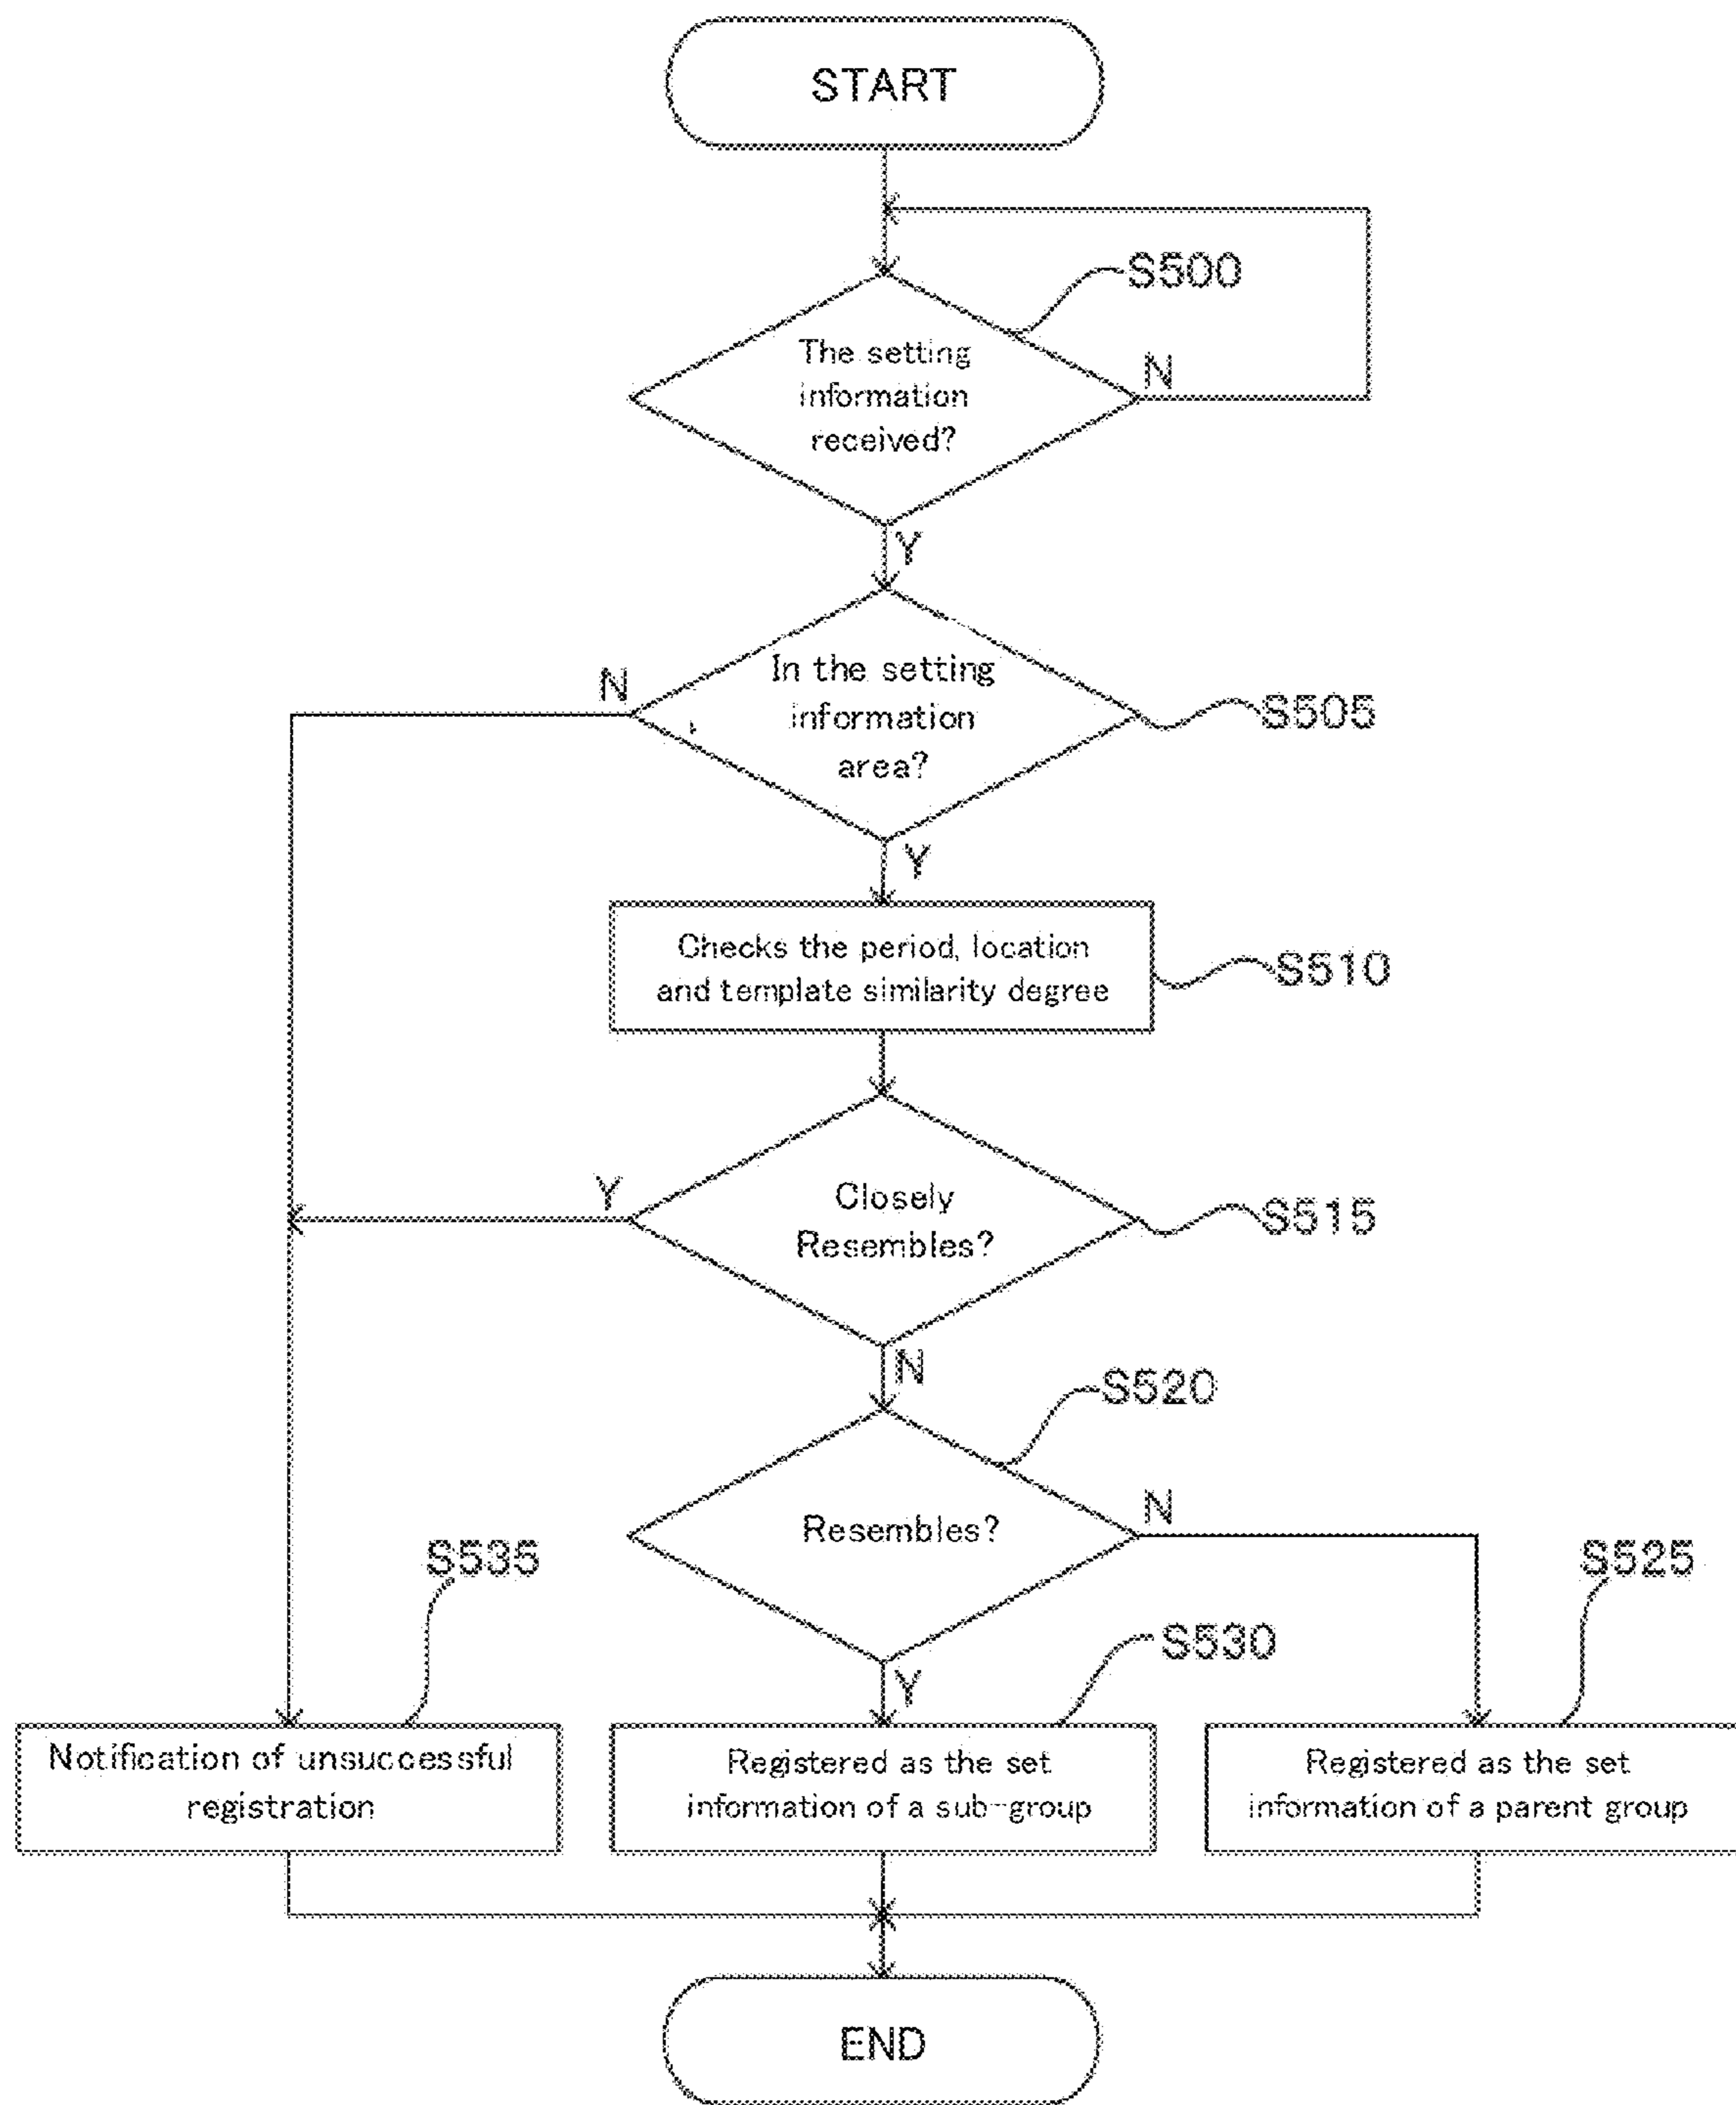 START
S500
The setting
information
received?
N
Y
In the setting
information
area?
N
S505
Y
Checks the period, location
and template similarity degree
S510
Closely
Resembles?
Y
S515
N
S520
Resembles?
N
S535
S525
S530
Y
Notification of unsuccessful
registration
Registered as the set
information of a sub-group
Registered as the set
information of a parent group
END